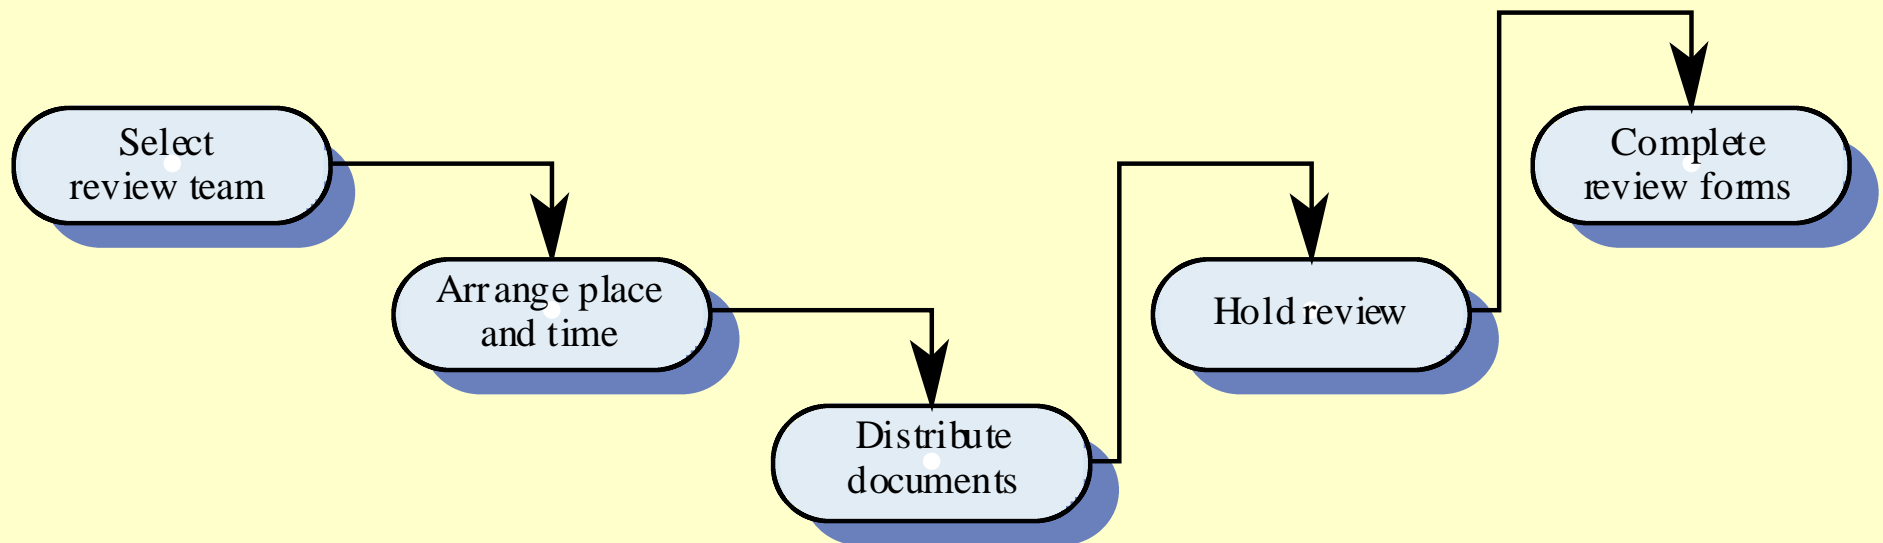 Select
review team
Arrange place
and time
Distribute
documents
Hold review
Complete
review forms